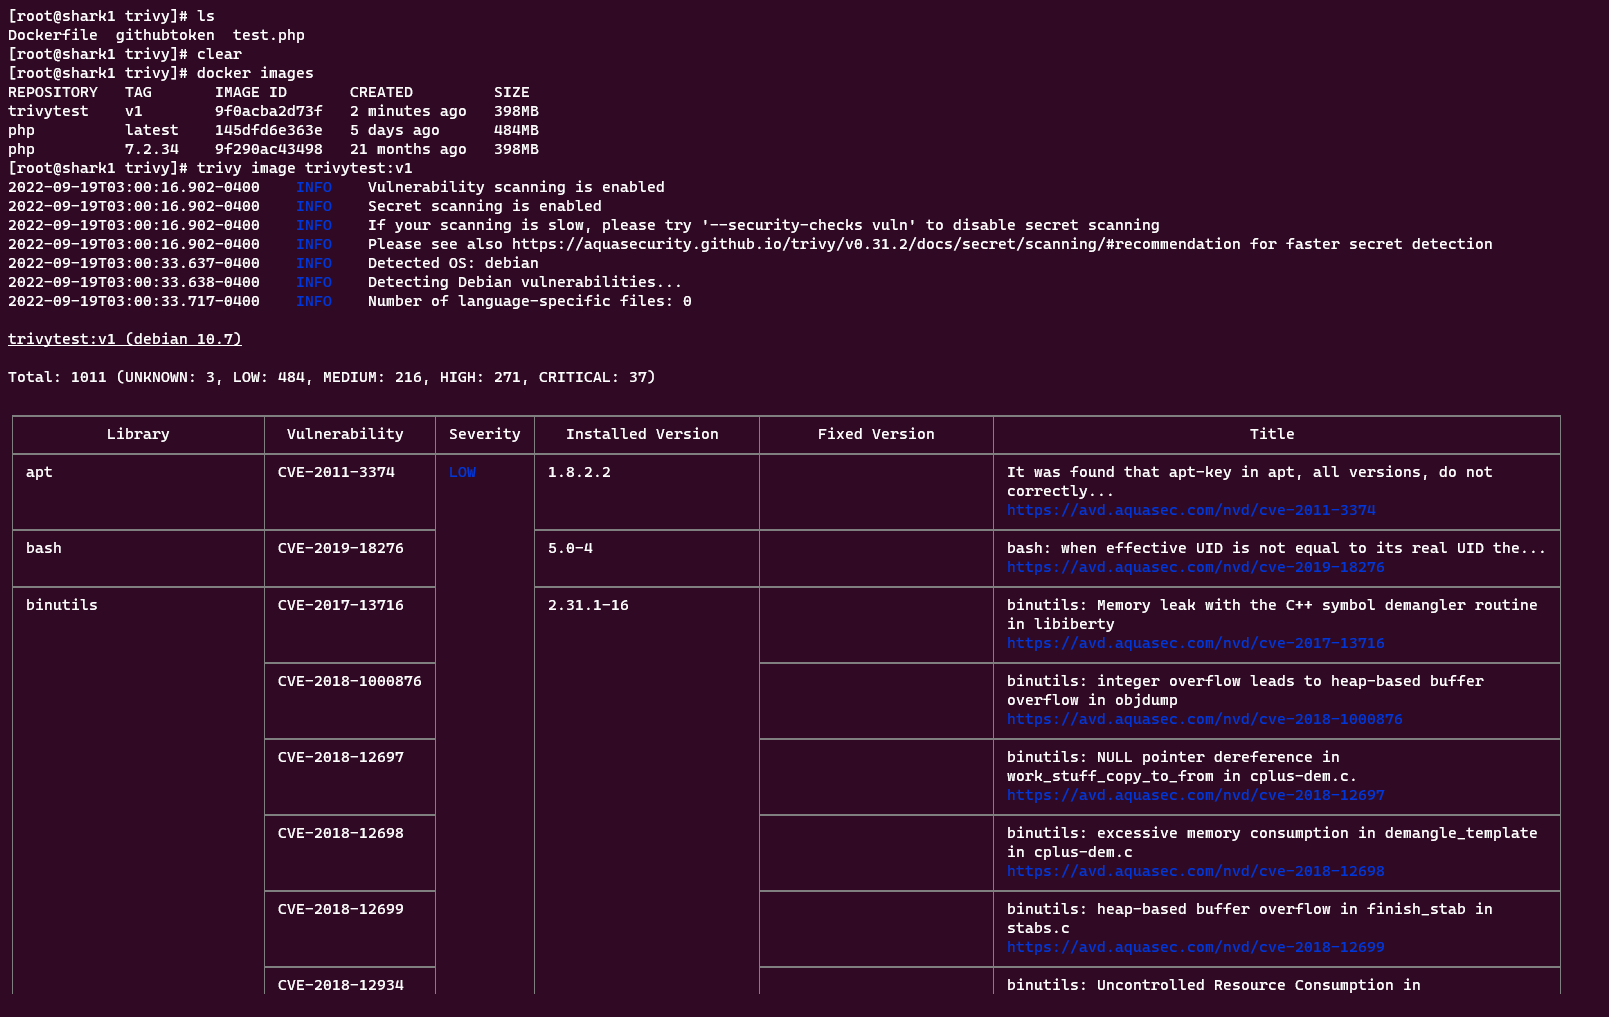 [root@shark1 trivy]# ls
Dockerfile  githubtoken  test.php
[root@shark1 trivy]# clear
[root@shark1 trivy]# docker images
REPOSITORY   TAG       IMAGE ID       CREATED         SIZE
trivytest    v1        9f0acba2d73f   2 minutes ago   398MB
php          latest    145dfd6e363e   5 days ago      484MB
php          7.2.34    9f290ac43498   21 months ago   398MB
[root@shark1 trivy]# trivy image trivytest:v1
2022-09-19T03:00:16.902-0400    INFO    Vulnerability scanning is enabled
2022-09-19T03:00:16.902-0400    INFO    Secret scanning is enabled
2022-09-19T03:00:16.902-0400    INFO    If your scanning is slow, please try '--security-checks vuln' to disable secret scanning
2022-09-19T03:00:16.902-0400    INFO    Please see also https://aquasecurity.github.io/trivy/v0.31.2/docs/secret/scanning/#recommendation for faster secret detection
2022-09-19T03:00:33.637-0400    INFO    Detected OS: debian
2022-09-19T03:00:33.638-0400    INFO    Detecting Debian vulnerabilities...
2022-09-19T03:00:33.717-0400    INFO    Number of language-specific files: 0
trivytest:v1 (debian 10.7)
Total: 1011 (UNKNOWN: 3, LOW: 484, MEDIUM: 216, HIGH: 271, CRITICAL: 37)
Library  Vulnerability  Severity  Installed Version  Fixed Version  Title
apt  CVE-2011-3374  LOW  1.8.2.2  It was found that apt-key in apt, all versions, do not
correctly...
https://avd.aquasec.com/nvd/cve-2011-3374
bash  CVE-2019-18276  5.0-4  bash: when effective UID is not equal to its real UID the...
https://avd.aquasec.com/nvd/cve-2019-18276
binutils  CVE-2017-13716  2.31.1-16  binutils: Memory leak with the C++ symbol demangler routine
in libiberty
https://avd.aquasec.com/nvd/cve-2017-13716
CVE-2018-1000876  binutils: integer overflow leads to heap-based buffer
overflow in objdump
https://avd.aquasec.com/nvd/cve-2018-1000876
CVE-2018-12697  binutils: NULL pointer dereference in
work_stuff_copy_to_from in cplus-dem.c.
https://avd.aquasec.com/nvd/cve-2018-12697
CVE-2018-12698  binutils: excessive memory consumption in demangle_template
in cplus-dem.c
https://avd.aquasec.com/nvd/cve-2018-12698
CVE-2018-12699  binutils: heap-based buffer overflow in finish_stab in
stabs.c
https://avd.aquasec.com/nvd/cve-2018-12699
CVE-2018-12934  binutils: Uncontrolled Resource Consumption in